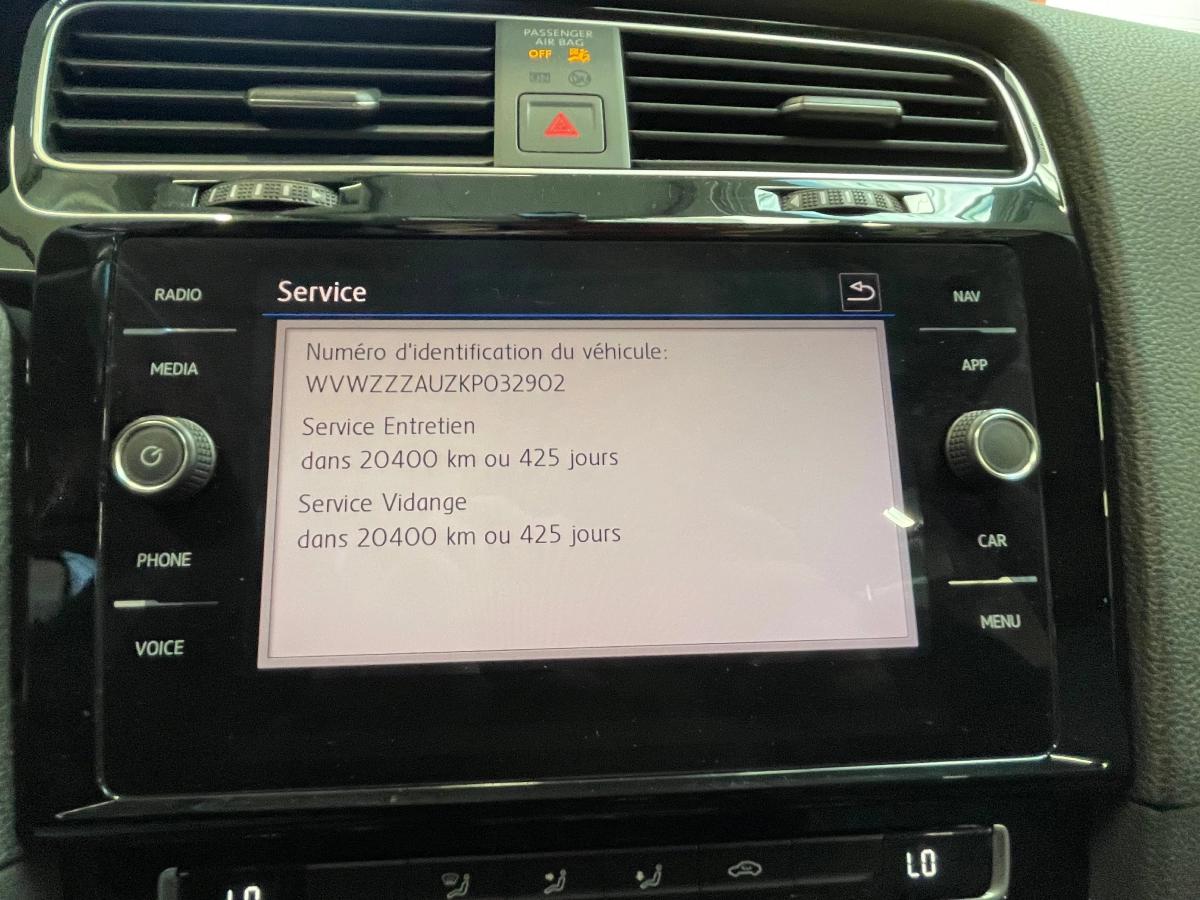 PASSENGER
AIR BAG
OFF
ON
RADIO
Service
NAV
MEDIA
Numéro d'identification du véhicule:
WVWZZZAUZKP032902
APP
Service Entretien
dans 20400 km ou 425 jours
Service Vidange
dans 20400 km ou 425 jours
PHONE
CAR
VOICE
MENU
LO
LO